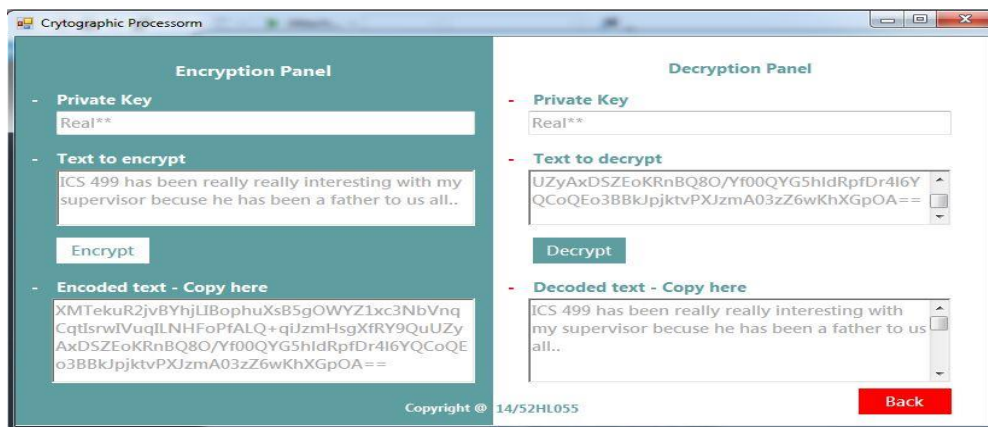 Crytographic Processorm
Encryption Panel
- Private Key
Real**
- Text to encrypt
ICS 499 has been really really interesting with my
supervisor becuse he has been a father to us all..
Encrypt
- Encoded text - Copy here
XMTekuR2jvBYhjLIBophuXsB5gOWYZ1xc3NbVnq
CqtIsrwIVuqILNHFoPfALQ+qiJzmHsgXfRY9QuUZy
AxDSZEoKRnBQ8O/Yf00QYG5hIdRpfDr4I6YQCoQE
o3BBkJpjktvPXJzmA03zZ6wKhXGpOA==
Decryption Panel
- Private Key
Real**
- Text to decrypt
UZyAxDSZEoKRnBQ8O/Yf00QYG5hIdRpfDr4I6Y
QCoQEo3BBkJpjktvPXJzmA03zZ6wKhXGpOA==
Decrypt
- Decoded text - Copy here
ICS 499 has been really really interesting with
my supervisor becuse he has been a father to us
all..
Back
Copyright @ 14/52HL055